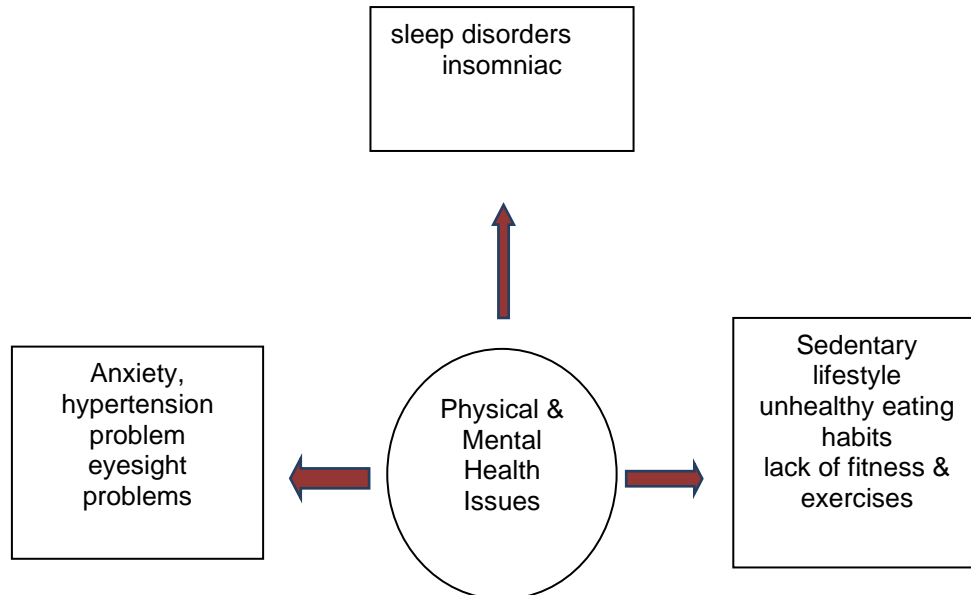 sleep disorders
insomniac
Anxiety,
hypertension
problem
eyesight
problems
Physical &
Mental
Health
Issues
Sedentary
lifestyle
unhealthy eating
habits
lack of fitness &
exercises